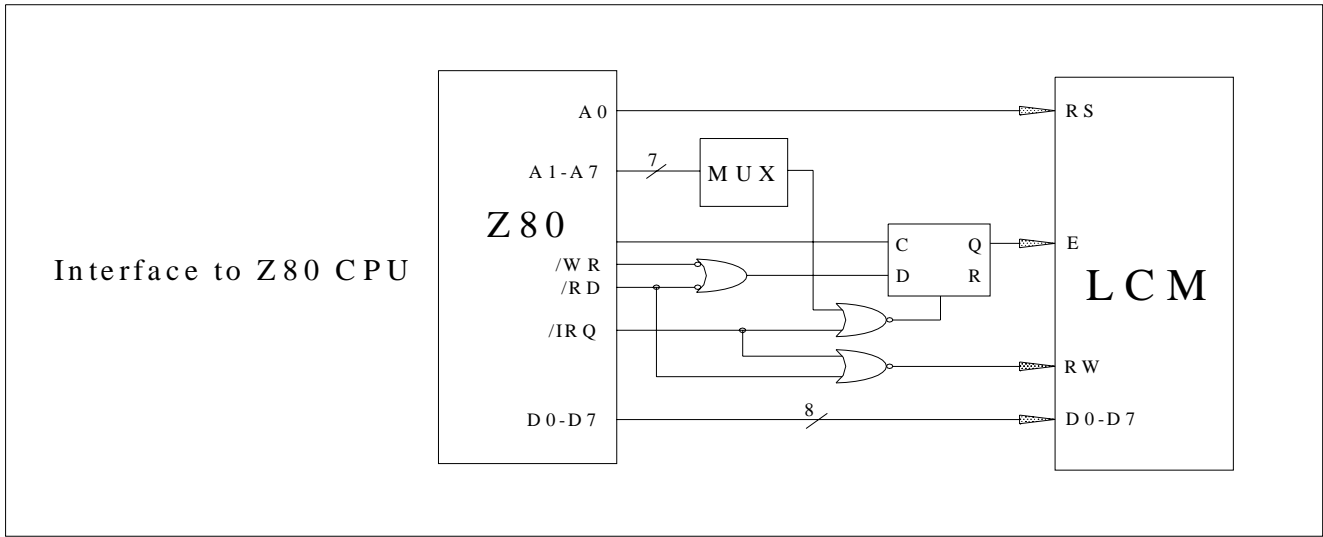 A0
RS
7
A1-A7
MUX
Z80
C
Q
E
Interface to Z80 CPU
/WR
D
R
LCM
/RD
/IRQ
RW
8
D0-D7
D0-D7